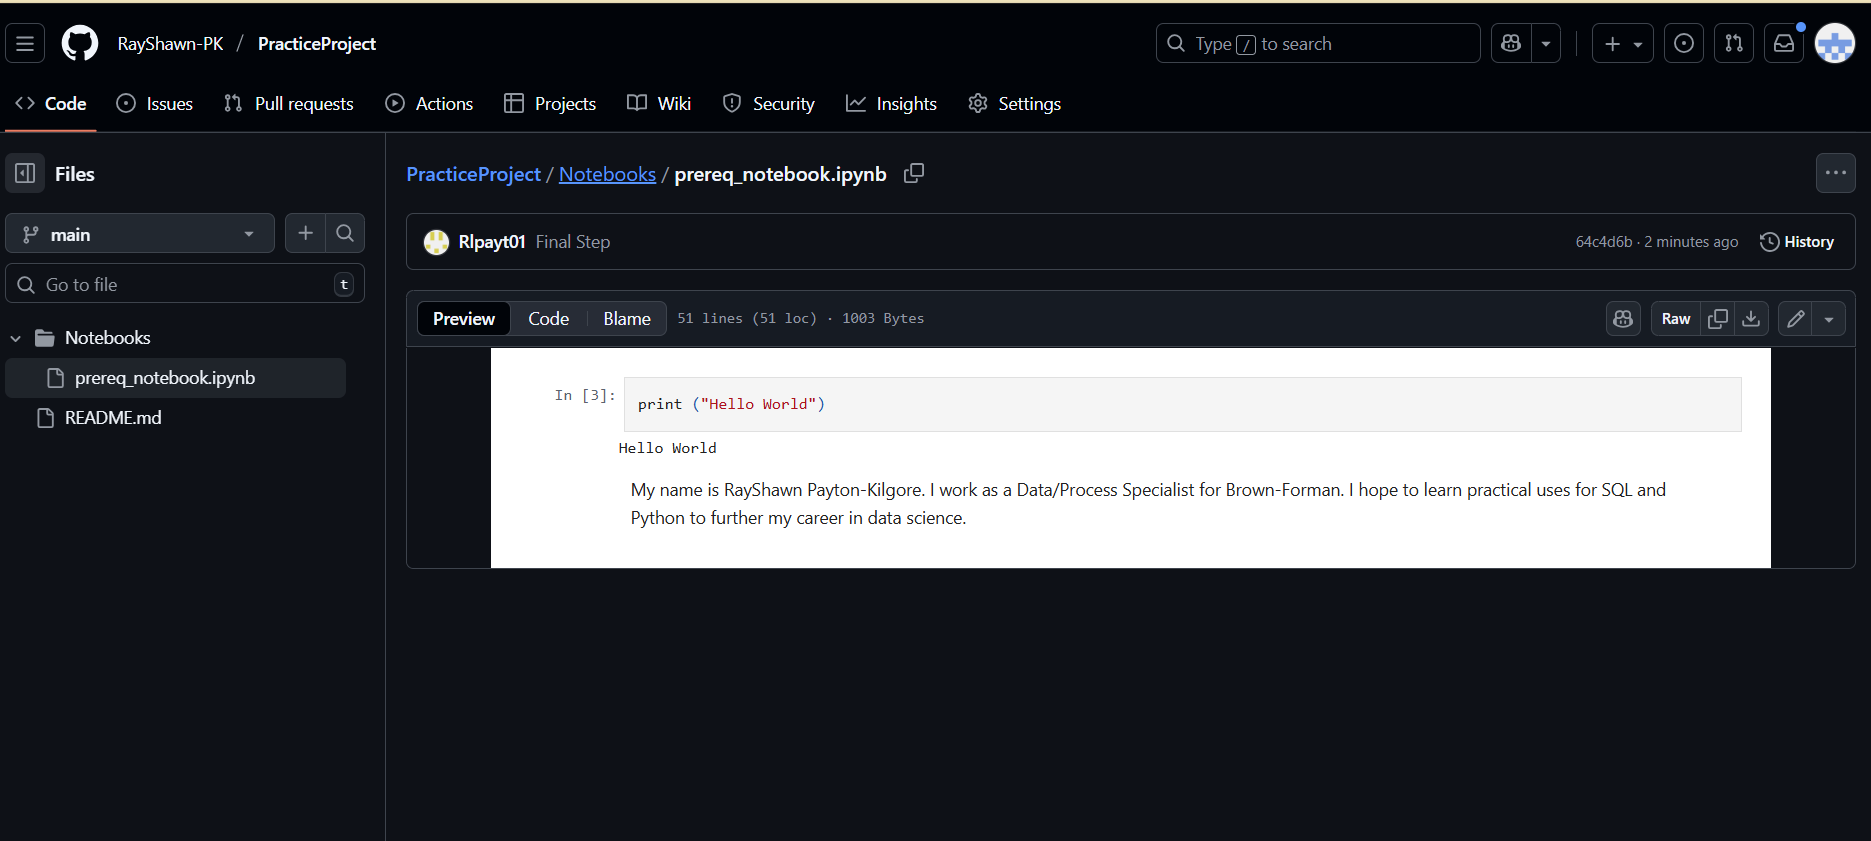 RayShawn-PK / PracticeProject
Type / to search
Code Issues Pull requests Actions Projects Wiki Security Insights Settings
Files
main
Go to file t
Notebooks
prereq_notebook.ipynb
README.md
PracticeProject / Notebooks / prereq_notebook.ipynb
Rlpayt01 Final Step
64c4d6b · 2 minutes ago History
Preview Code Blame 51 lines (51 loc) · 1003 Bytes
Raw
In [3]: print ("Hello World")
Hello World
My name is RayShawn Payton-Kilgore. I work as a Data/Process Specialist for Brown-Forman. I hope to learn practical uses for SQL and
Python to further my career in data science.